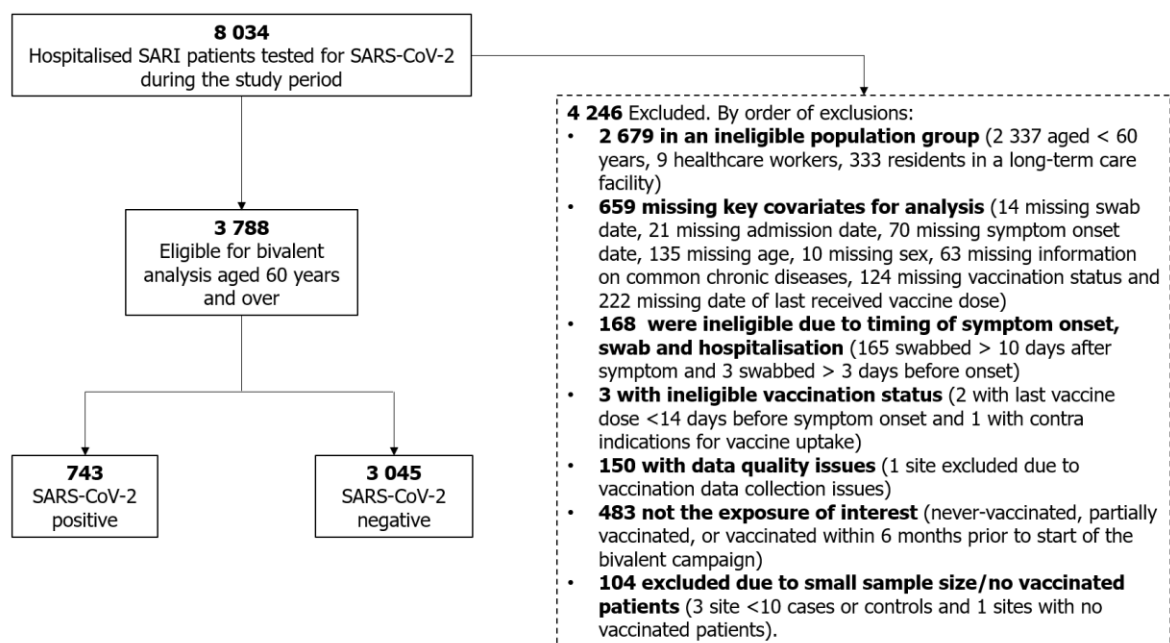 8 034
Hospitalised SARI patients tested for SARS-CoV-2
during the study period
4 246 Excluded. By order of exclusions:
• 2 679 in an ineligible population group (2 337 aged < 60
years, 9 healthcare workers, 333 residents in a long-term care
facility)
• 659 missing key covariates for analysis (14 missing swab
date, 21 missing admission date, 70 missing symptom onset
date, 135 missing age, 10 missing sex, 63 missing information
on common chronic diseases, 124 missing vaccination status and
222 missing date of last received vaccine dose)
• 168 were ineligible due to timing of symptom onset,
swab and hospitalisation (165 swabbed > 10 days after
symptom and 3 swabbed > 3 days before onset)
• 3 with ineligible vaccination status (2 with last vaccine
dose <14 days before symptom onset and 1 with contra
indications for vaccine uptake)
• 150 with data quality issues (1 site excluded due to
vaccination data collection issues)
• 483 not the exposure of interest (never-vaccinated, partially
vaccinated, or vaccinated within 6 months prior to start of the
bivalent campaign)
• 104 excluded due to small sample size/no vaccinated
patients (3 site <10 cases or controls and 1 sites with no
vaccinated patients).
3 788
Eligible for bivalent
analysis aged 60 years
and over
743
SARS-CoV-2
positive
3 045
SARS-CoV-2
negative